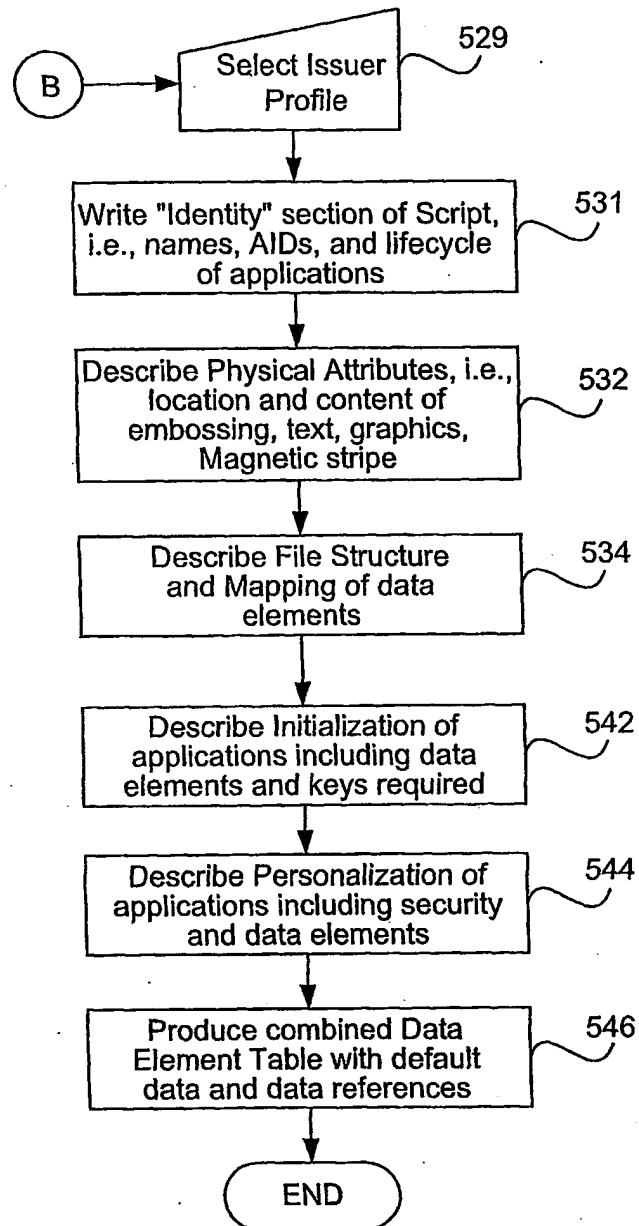 529
B
Select Issuer
Profile
531
Write "Identity" section of Script,
i.e., names, AIDs, and lifecycle
of applications
532
Describe Physical Attributes, i.e.,
location and content of
embossing, text, graphics,
Magnetic stripe
534
Describe File Structure
and Mapping of data
elements
542
Describe Initialization of
applications including data
elements and keys required
544
Describe Personalization of
applications including security
and data elements
546
Produce combined Data
Element Table with default
data and data references
END